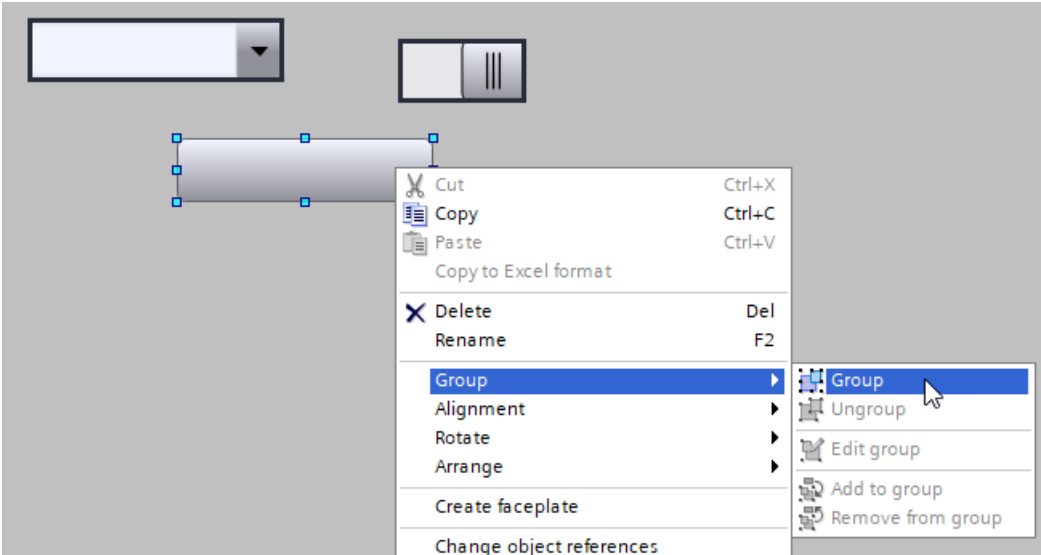 Cut Ctrl+X
Copy Ctrl+C
Paste Ctrl+V
Copy to Excel format
Delete Del
Rename F2
Group Group
Alignment Ungroup
Rotate Edit group
Arrange Add to group
Create faceplate Remove from group
Change object references